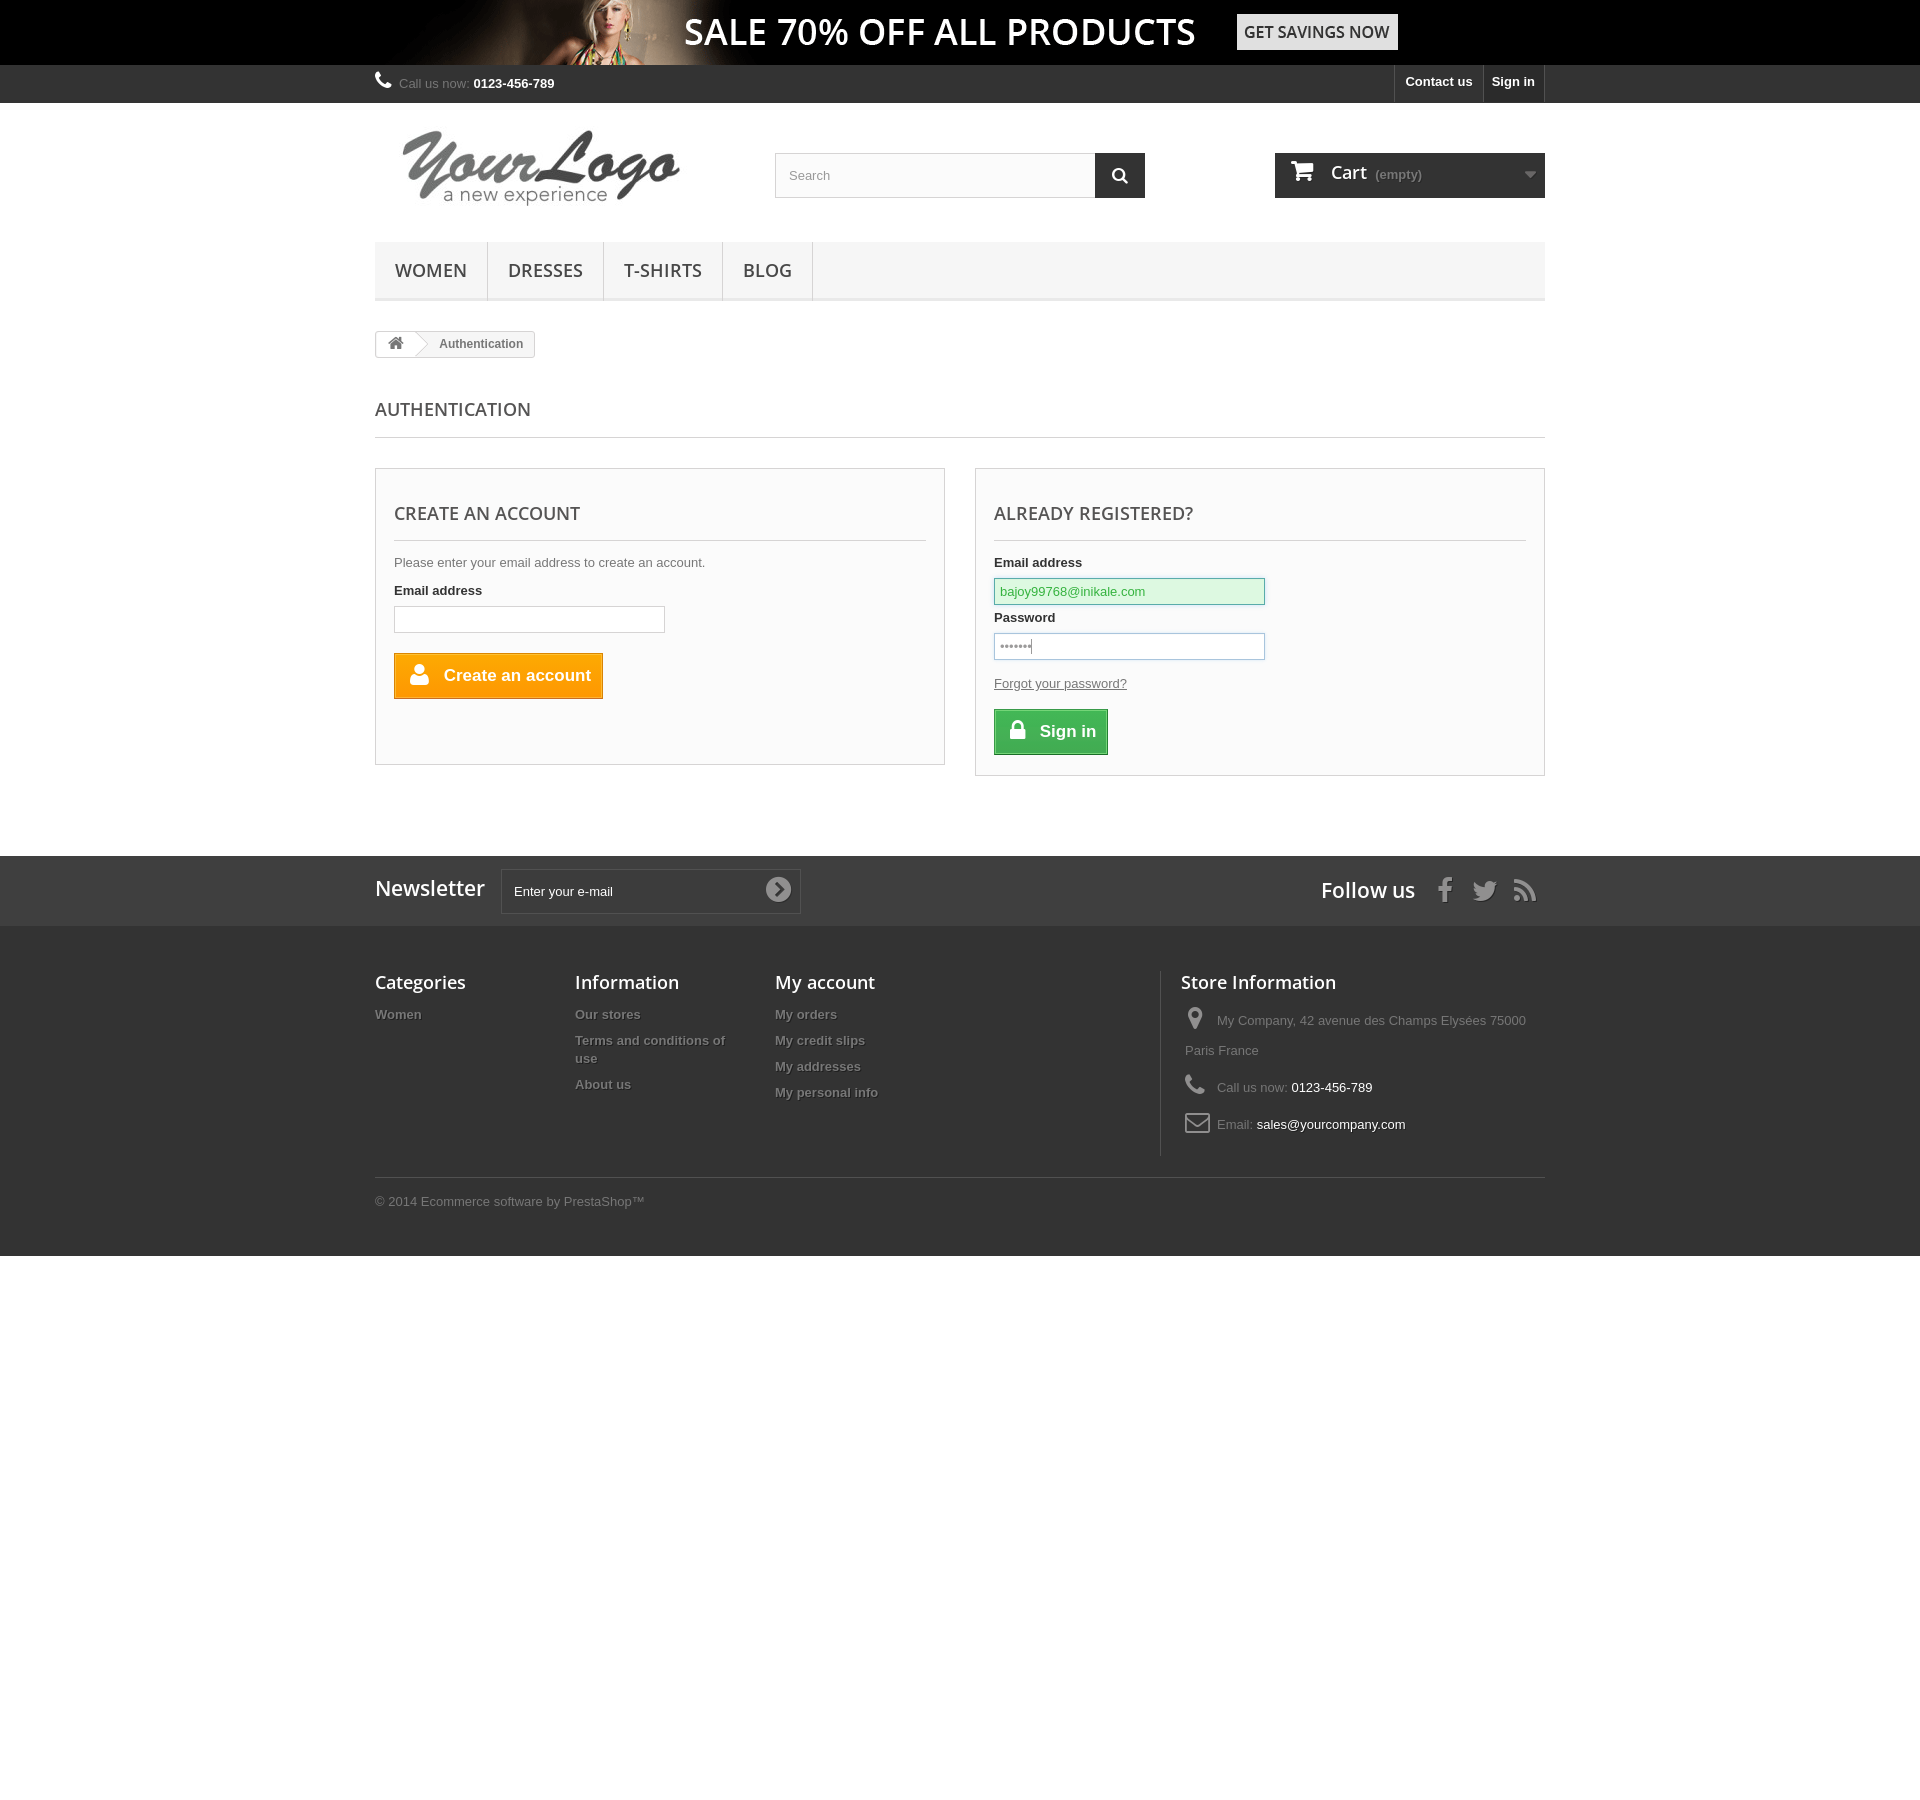 SALE 70% OFF ALL PRODUCTS
GET SAVINGS NOW
Call us now: 0123-456-789
Contact us
Sign in
YourLogo
a new experience
Search
Cart (empty)
WOMEN
DRESSES
T-SHIRTS
BLOG
Authentication
AUTHENTICATION
CREATE AN ACCOUNT
Please enter your email address to create an account.
Email address
Create an account
ALREADY REGISTERED?
Email address
bajoy99768@inikale.com
Password
•••••••
Forgot your password?
Sign in
Newsletter
Enter your e-mail
Follow us
Categories
Women
Information
Our stores
Terms and conditions of
use
About us
My account
My orders
My credit slips
My addresses
My personal info
Store Information
My Company, 42 avenue des Champs Elysées 75000
Paris France
Call us now: 0123-456-789
Email: sales@yourcompany.com
© 2014 Ecommerce software by PrestaShop™